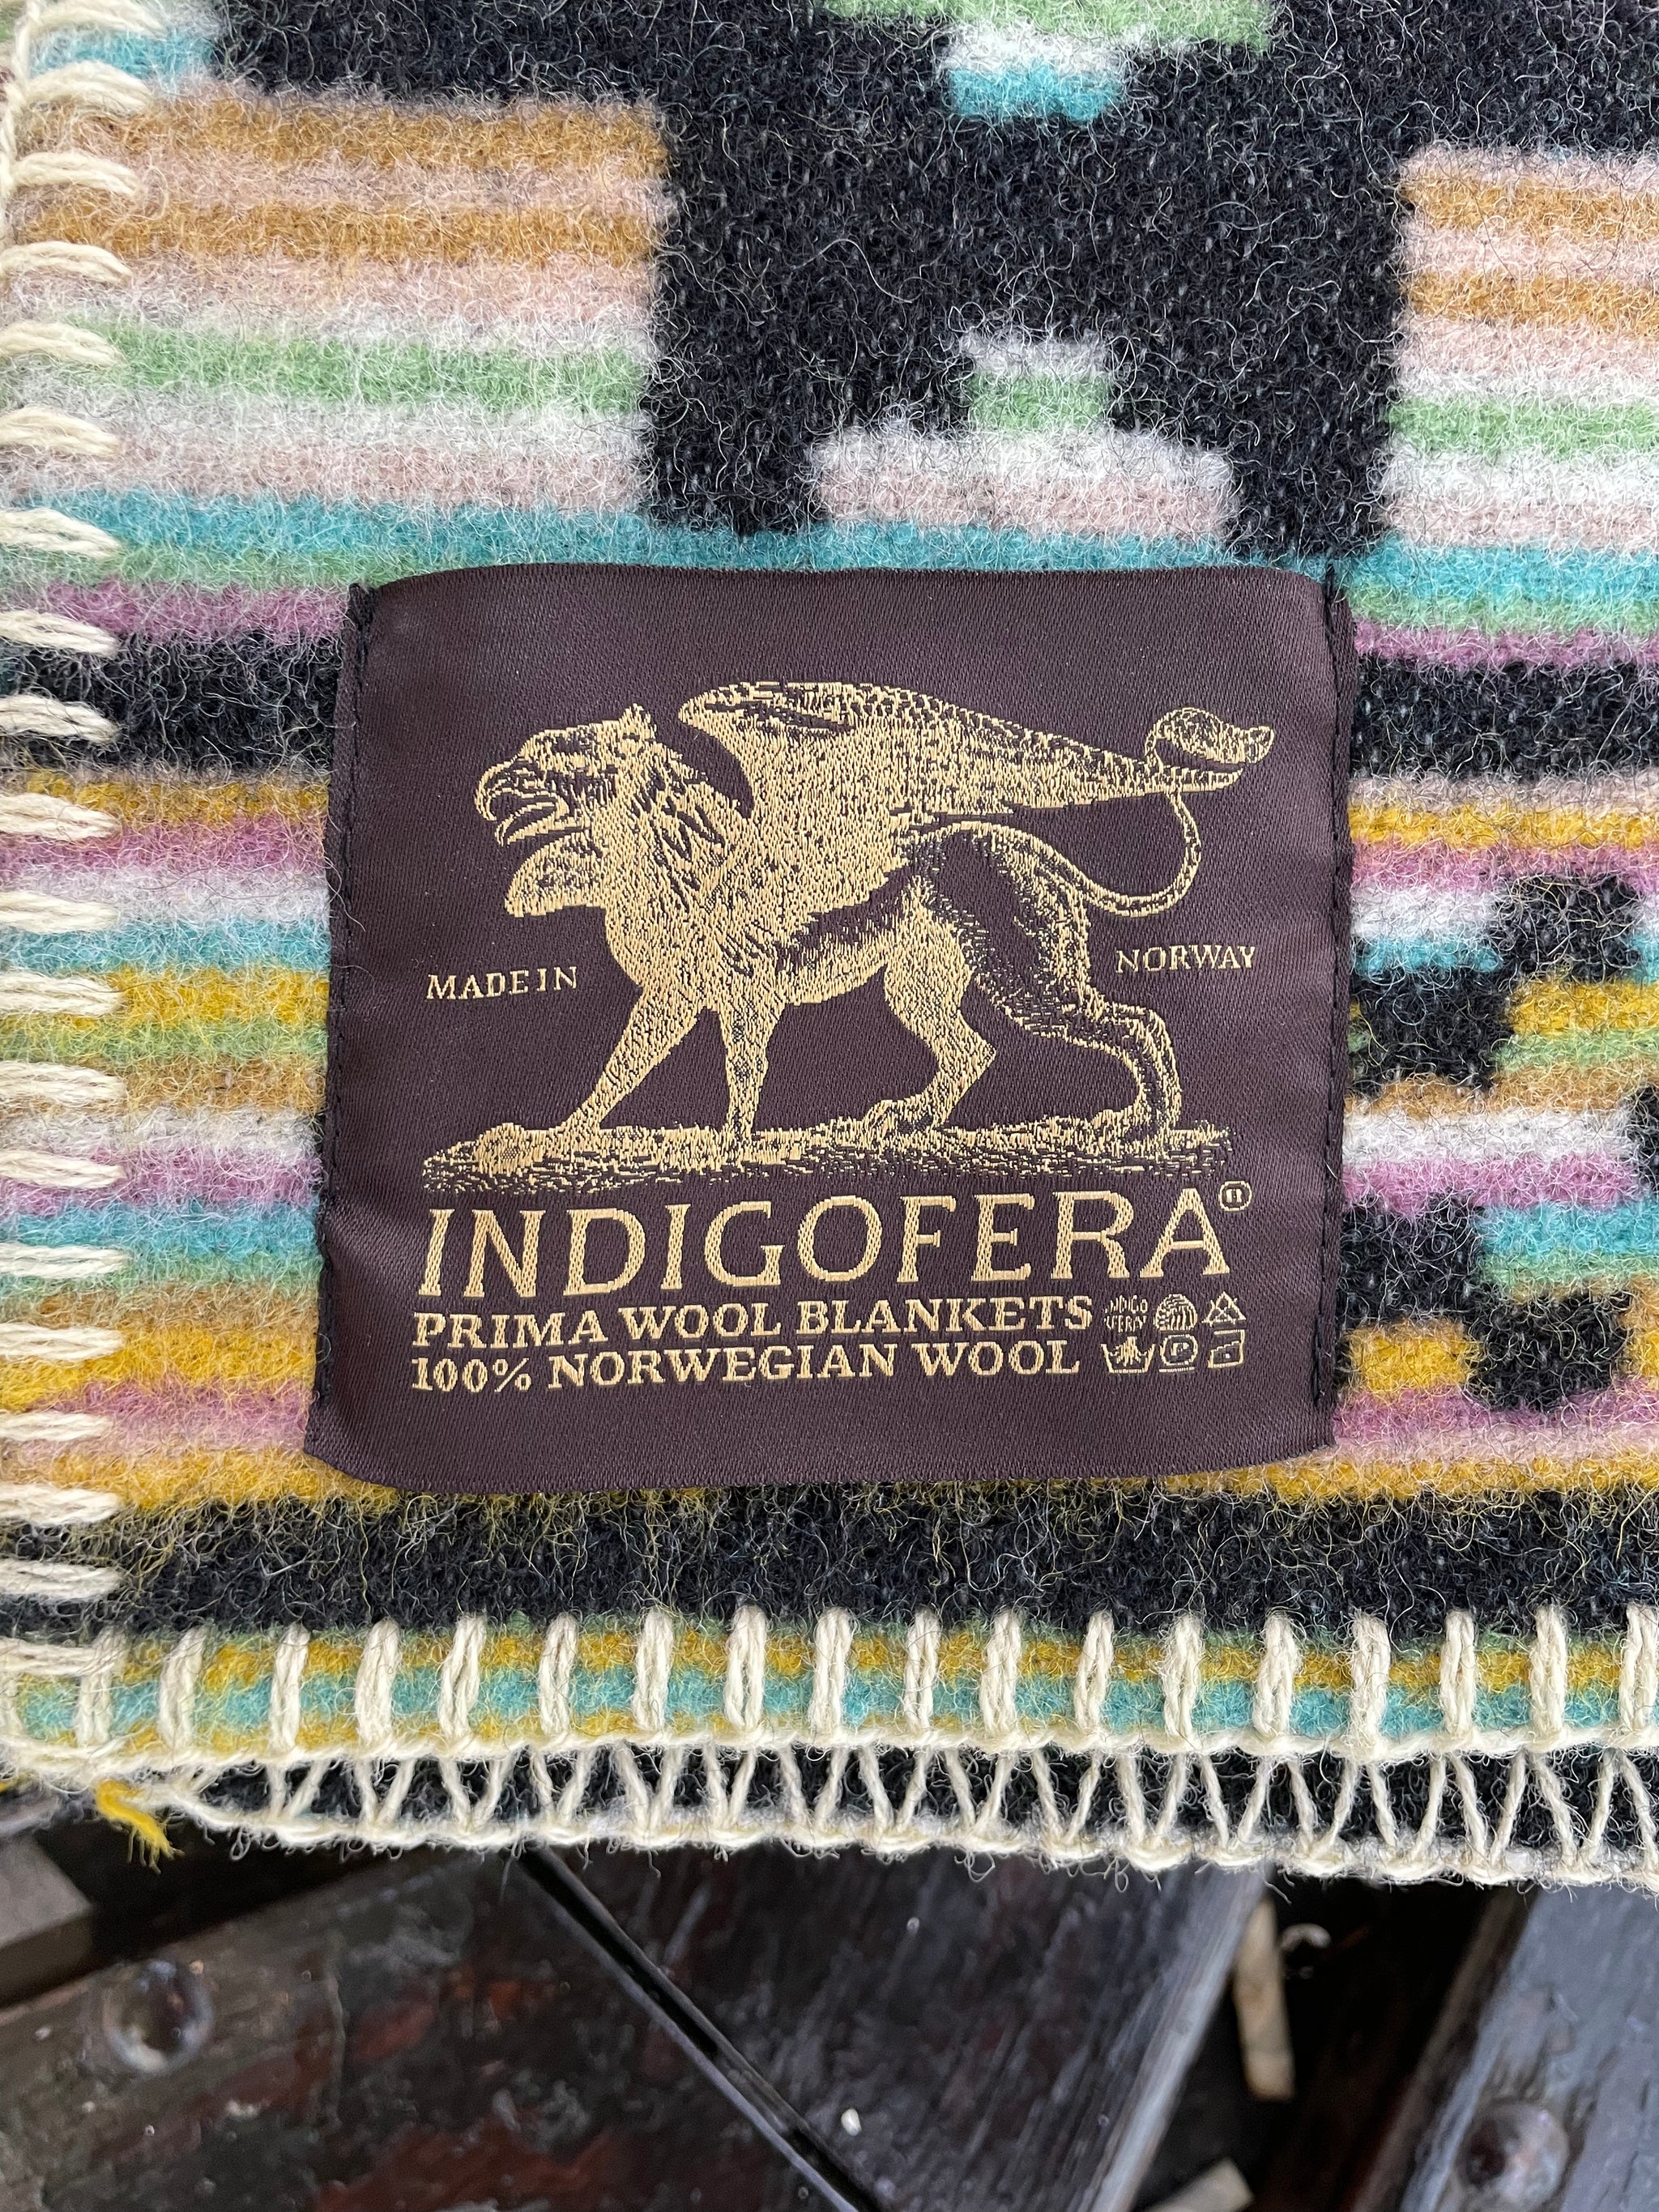 MADE IN
NORWAY
INDIGOFERA®
PRIMA WOOL BLANKETS
100% NORWEGIAN WOOL